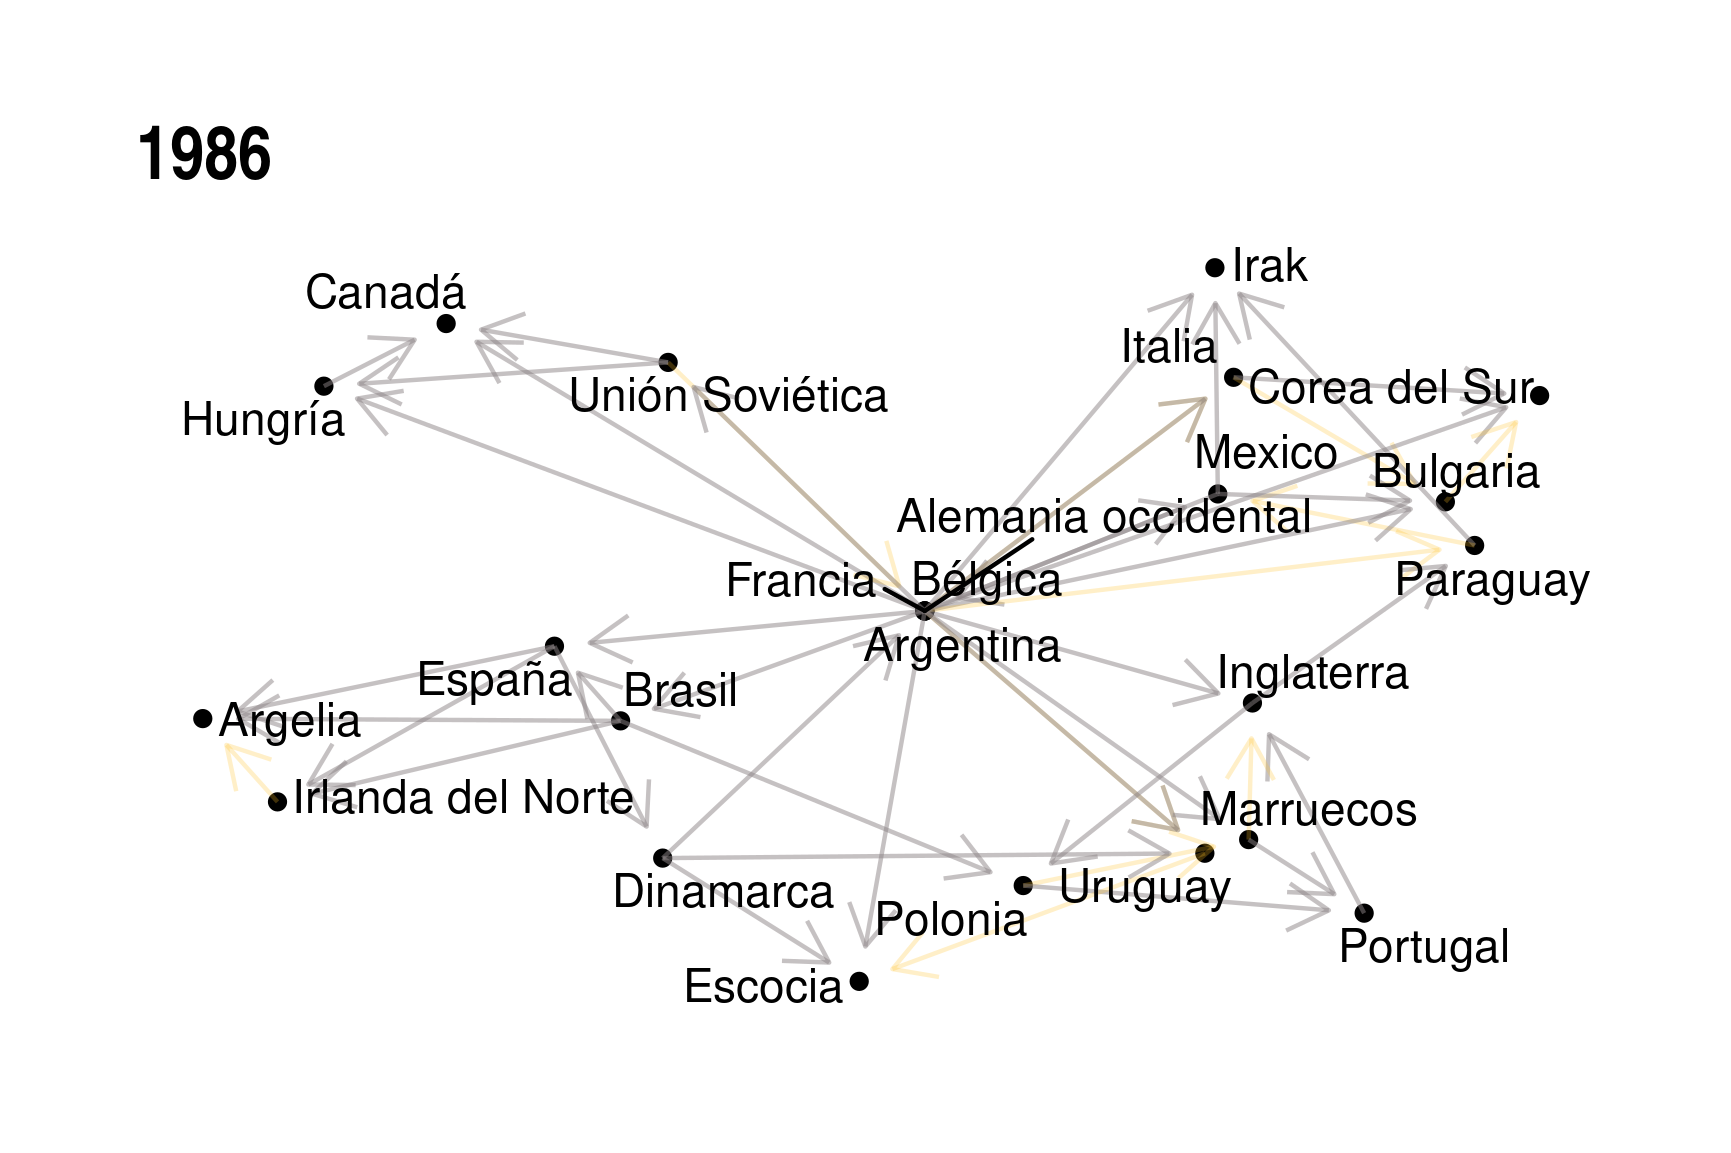 1986
Irak
Canadá
Italia
Corea del Sur
Unión Soviética
Hungría
Mexico
Bulgaria
Alemania occidental
Francia
Bélgica
Paraguay
Argentina
Inglaterra
España
Brasil
Argelia
Irlanda del Norte
Marruecos
Dinamarca
Uruguay
Polonia
Portugal
Escocia